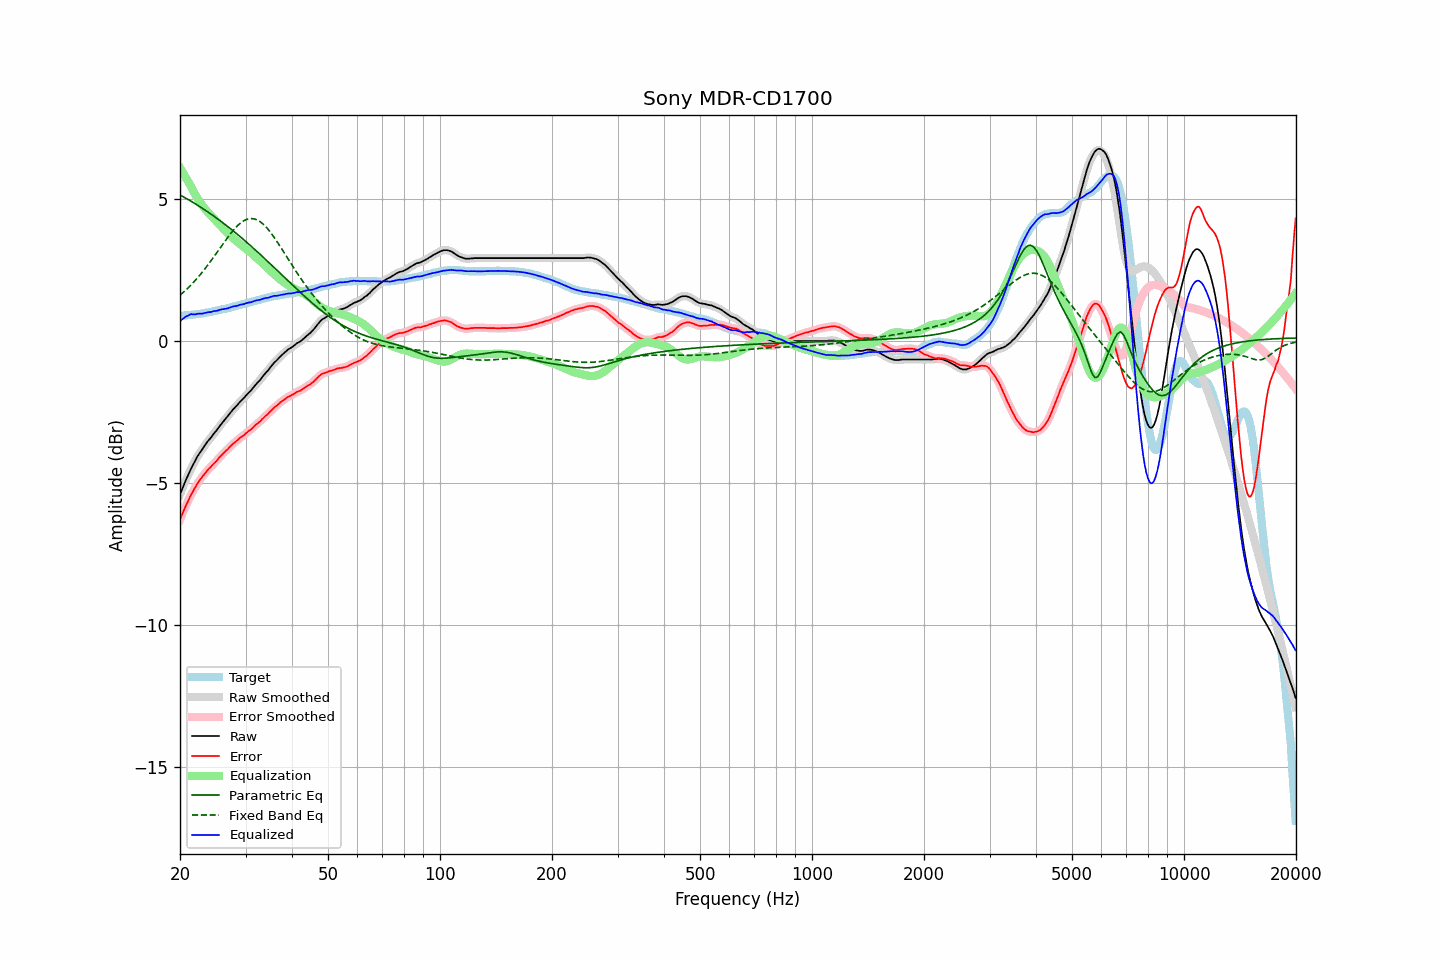 Sony MDR-CD1700
5
0
−5
−10
−15
Amplitude (dBr)
Target
Raw Smoothed
Error Smoothed
Raw
Error
Equalization
Parametric Eq
Fixed Band Eq
Equalized
20 50 100 200 500 1000 2000 5000 10000 20000
Frequency (Hz)